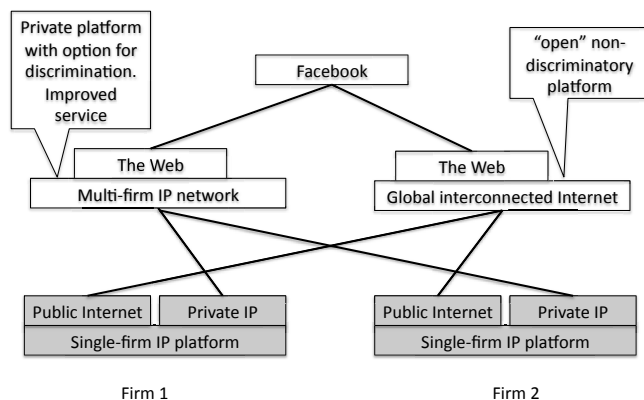 Private platform
with option for
discrimination.
Improved
service
Facebook
“open” non-
discriminatory
platform
The Web
The Web
Multi-firm IP network
Global interconnected Internet
Public Internet
Private IP
Public Internet
Private IP
Single-firm IP platform
Single-firm IP platform
Firm 1
Firm 2